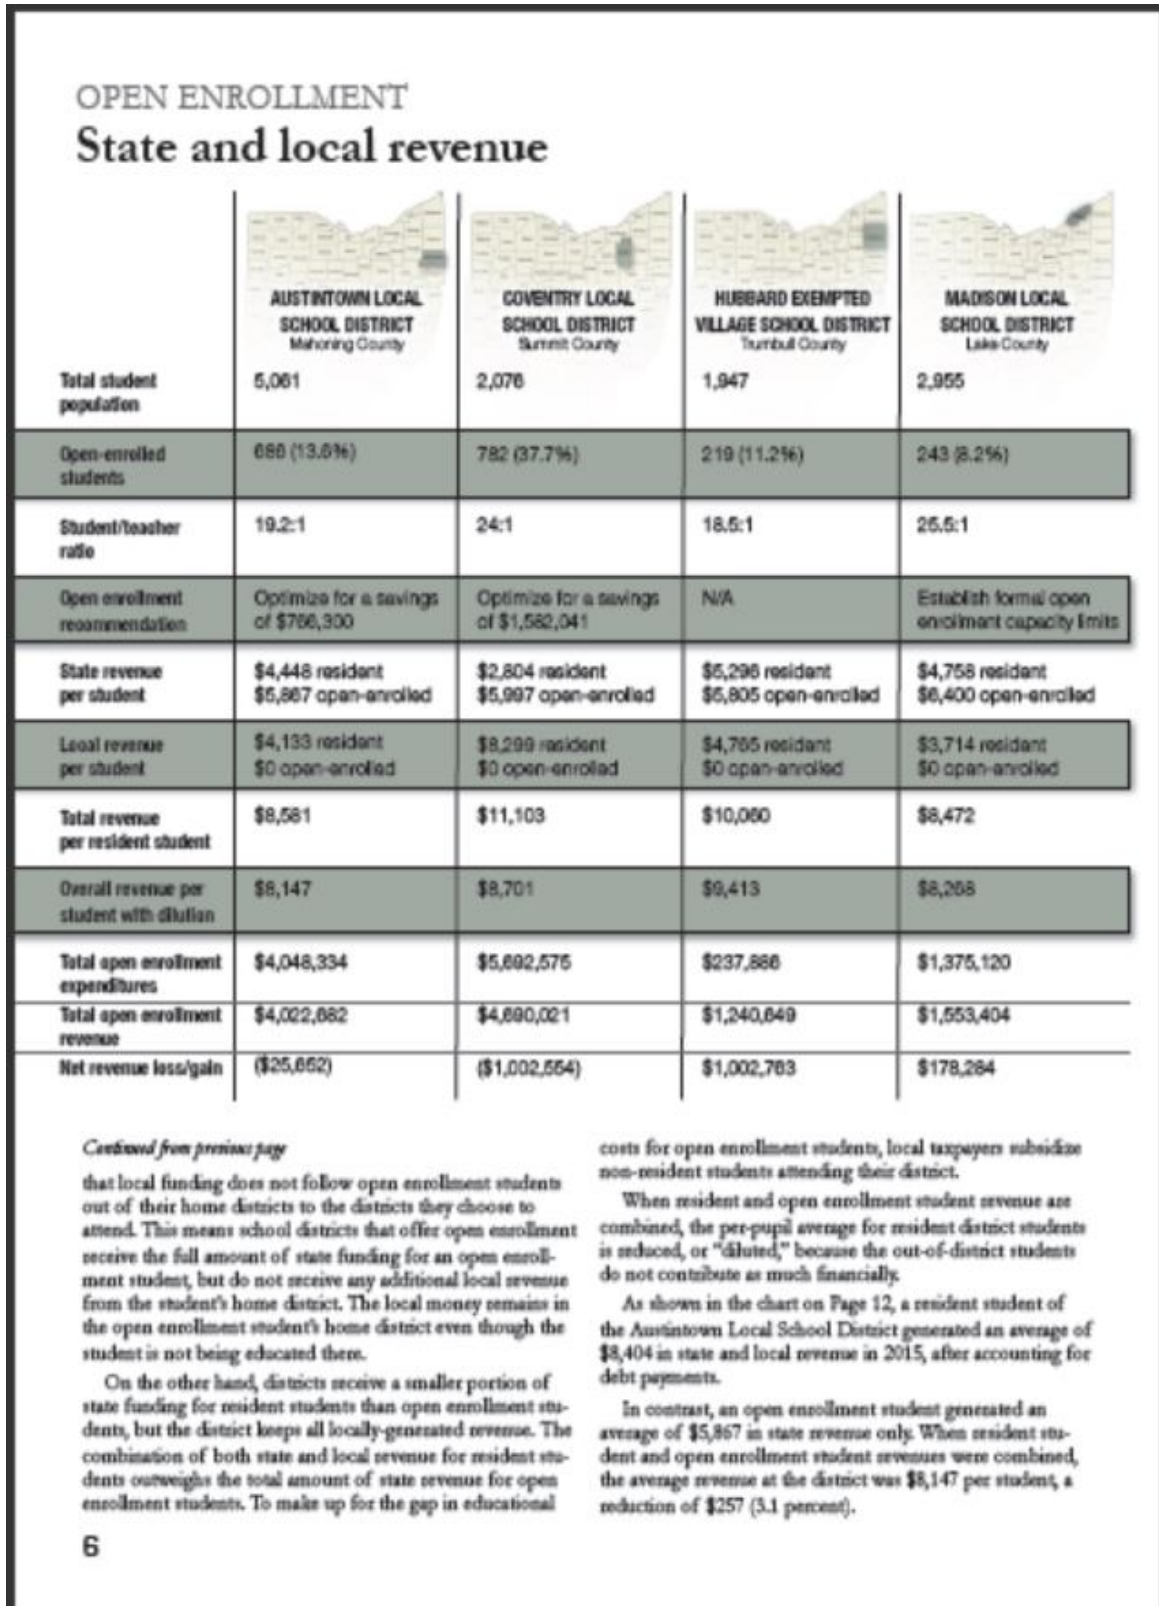 OPEN ENROLLMENT
State and local revenue
AUSTINTOWN LOCAL
SCHOOL DISTRICT
Mahoning County
COVENTRY LOCAL
SCHOOL DISTRICT
Summit County
HUBBARD EXEMPTED
VILLAGE SCHOOL DISTRICT
Trumbull County
MADISON LOCAL
SCHOOL DISTRICT
Lake County
Total student
population
5,061
2,076
1,947
2,955
Open-enrolled
students
686 (13.6%)
782 (37.7%)
219 (11.2%)
243 (8.2%)
Student/teacher
ratio
19.2:1
24:1
18.5:1
25.5:1
Open enrollment
recommendation
Optimize for a savings
of $766,300
Optimize for a savings
of $1,582,041
N/A
Establish formal open
enrollment capacity limits
State revenue
per student
$4,448 resident
$5,867 open-enrolled
$2,804 resident
$5,997 open-enrolled
$5,296 resident
$5,805 open-enrolled
$4,758 resident
$6,400 open-enrolled
Local revenue
per student
$4,133 resident
$0 open-enrolled
$8,299 resident
$0 open-enrolled
$4,765 resident
$0 open-enrolled
$3,714 resident
$0 open-enrolled
Total revenue
per resident student
$8,581
$11,103
$10,060
$8,472
Overall revenue per
student with dilution
$8,147
$8,701
$9,413
$8,268
Total open enrollment
expenditures
$4,048,334
$5,692,575
$237,886
$1,375,120
Total open enrollment
revenue
$4,022,682
$4,690,021
$1,240,649
$1,553,404
Net revenue loss/gain
($25,652)
($1,002,554)
$1,002,763
$178,284
Continued from previous page
that local funding does not follow open enrollment students
out of their home districts to the districts they choose to
attend. This means school districts that offer open enrollment
receive the full amount of state funding for an open enroll-
ment student, but do not receive any additional local revenue
from the student's home district. The local money remains in
the open enrollment student's home district even though the
student is not being educated there.
On the other hand, districts receive a smaller portion of
state funding for resident students than open enrollment stu-
dents, but the district keeps all locally-generated revenue. The
combination of both state and local revenue for resident stu-
dents outweighs the total amount of state revenue for open
enrollment students. To make up for the gap in educational
costs for open enrollment students, local taxpayers subsidize
non-resident students attending their district.
When resident and open enrollment student revenue are
combined, the per-pupil average for resident district students
is reduced, or "diluted," because the out-of-district students
do not contribute as much financially.
As shown in the chart on Page 12, a resident student of
the Austintown Local School District generated an average of
$8,404 in state and local revenue in 2015, after accounting for
debt payments.
In contrast, an open enrollment student generated an
average of $5,867 in state revenue only. When resident stu-
dent and open enrollment student revenues were combined,
the average revenue at the district was $8,147 per student, a
reduction of $257 (3.1 percent).
6